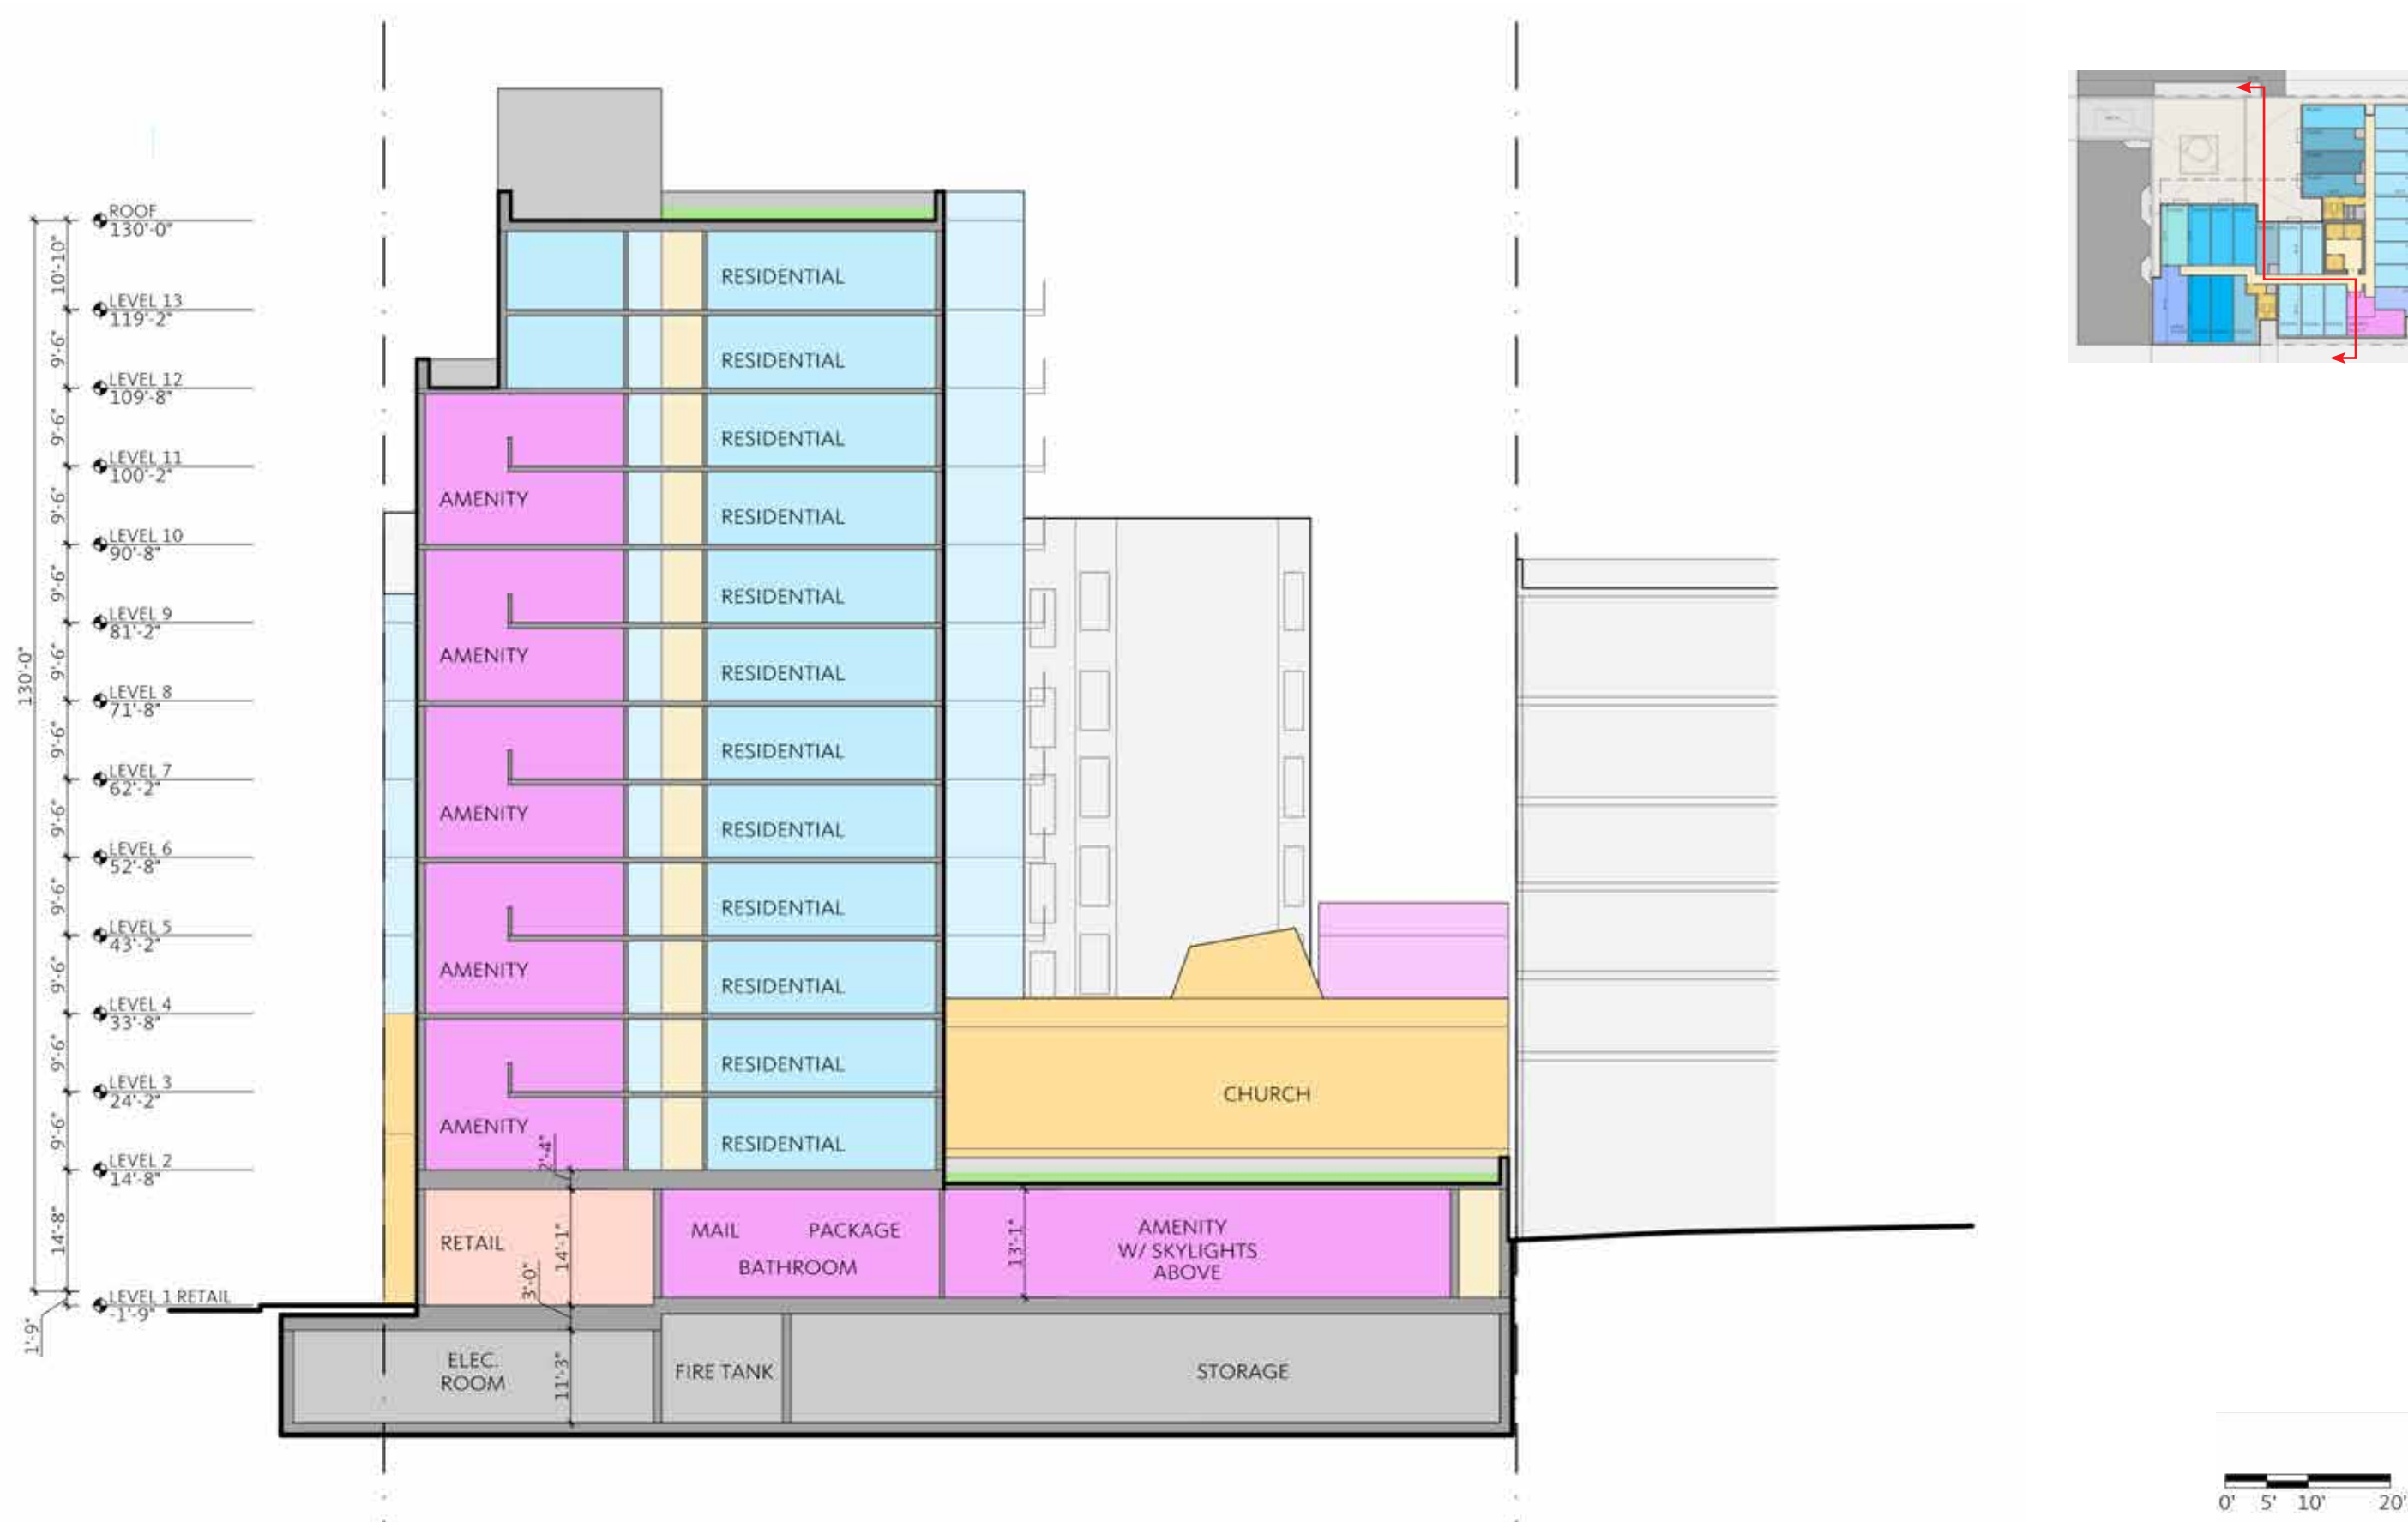 ROOF
130'-0"
10'-10"
RESIDENTIAL
LEVEL 13
119'-2"
9'-6"
RESIDENTIAL
LEVEL 12
109'-8"
9'-6"
RESIDENTIAL
LEVEL 11
100'-2"
AMENITY
9'-6"
RESIDENTIAL
LEVEL 10
90'-8"
9'-6"
RESIDENTIAL
LEVEL 9
81'-2"
AMENITY
9'-6"
RESIDENTIAL
130'-0"
LEVEL 8
71'-8"
9'-6"
RESIDENTIAL
LEVEL 7
62'-2"
AMENITY
9'-6"
RESIDENTIAL
LEVEL 6
52'-8"
9'-6"
RESIDENTIAL
LEVEL 5
43'-2"
AMENITY
9'-6"
RESIDENTIAL
LEVEL 4
33'-8"
9'-6"
RESIDENTIAL
LEVEL 3
24'-2"
CHURCH
AMENITY
9'-6"
2'-4"
RESIDENTIAL
LEVEL 2
14'-8"
14'-8"
RETAIL
14'-1"
3'-0"
MAIL PACKAGE
BATHROOM
13'-1"
AMENITY
W/ SKYLIGHTS
ABOVE
LEVEL 1 RETAIL
-1'-9"
1'-9"
ELEC.
ROOM
11'-3"
FIRE TANK
STORAGE
0' 5' 10' 20'